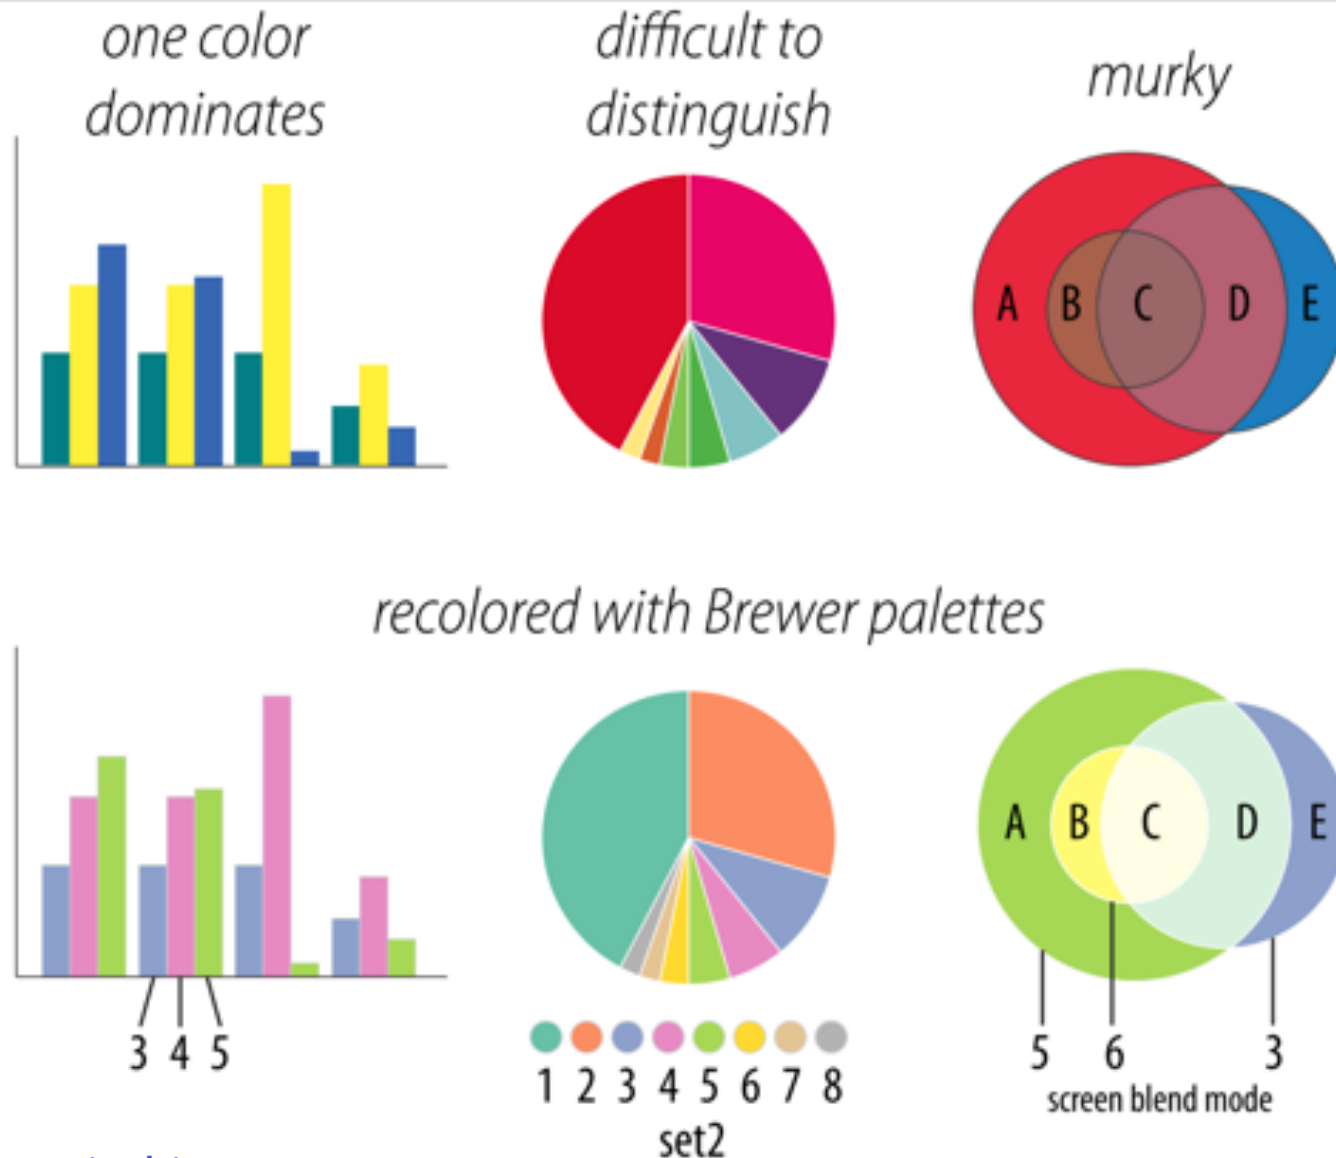 one color
dominates
difficult to
distinguish
murky
A B C D E
recolored with Brewer palettes
A B C D E
3 4 5
1 2 3 4 5 6 7 8
set2
5 6 3
screen blend mode